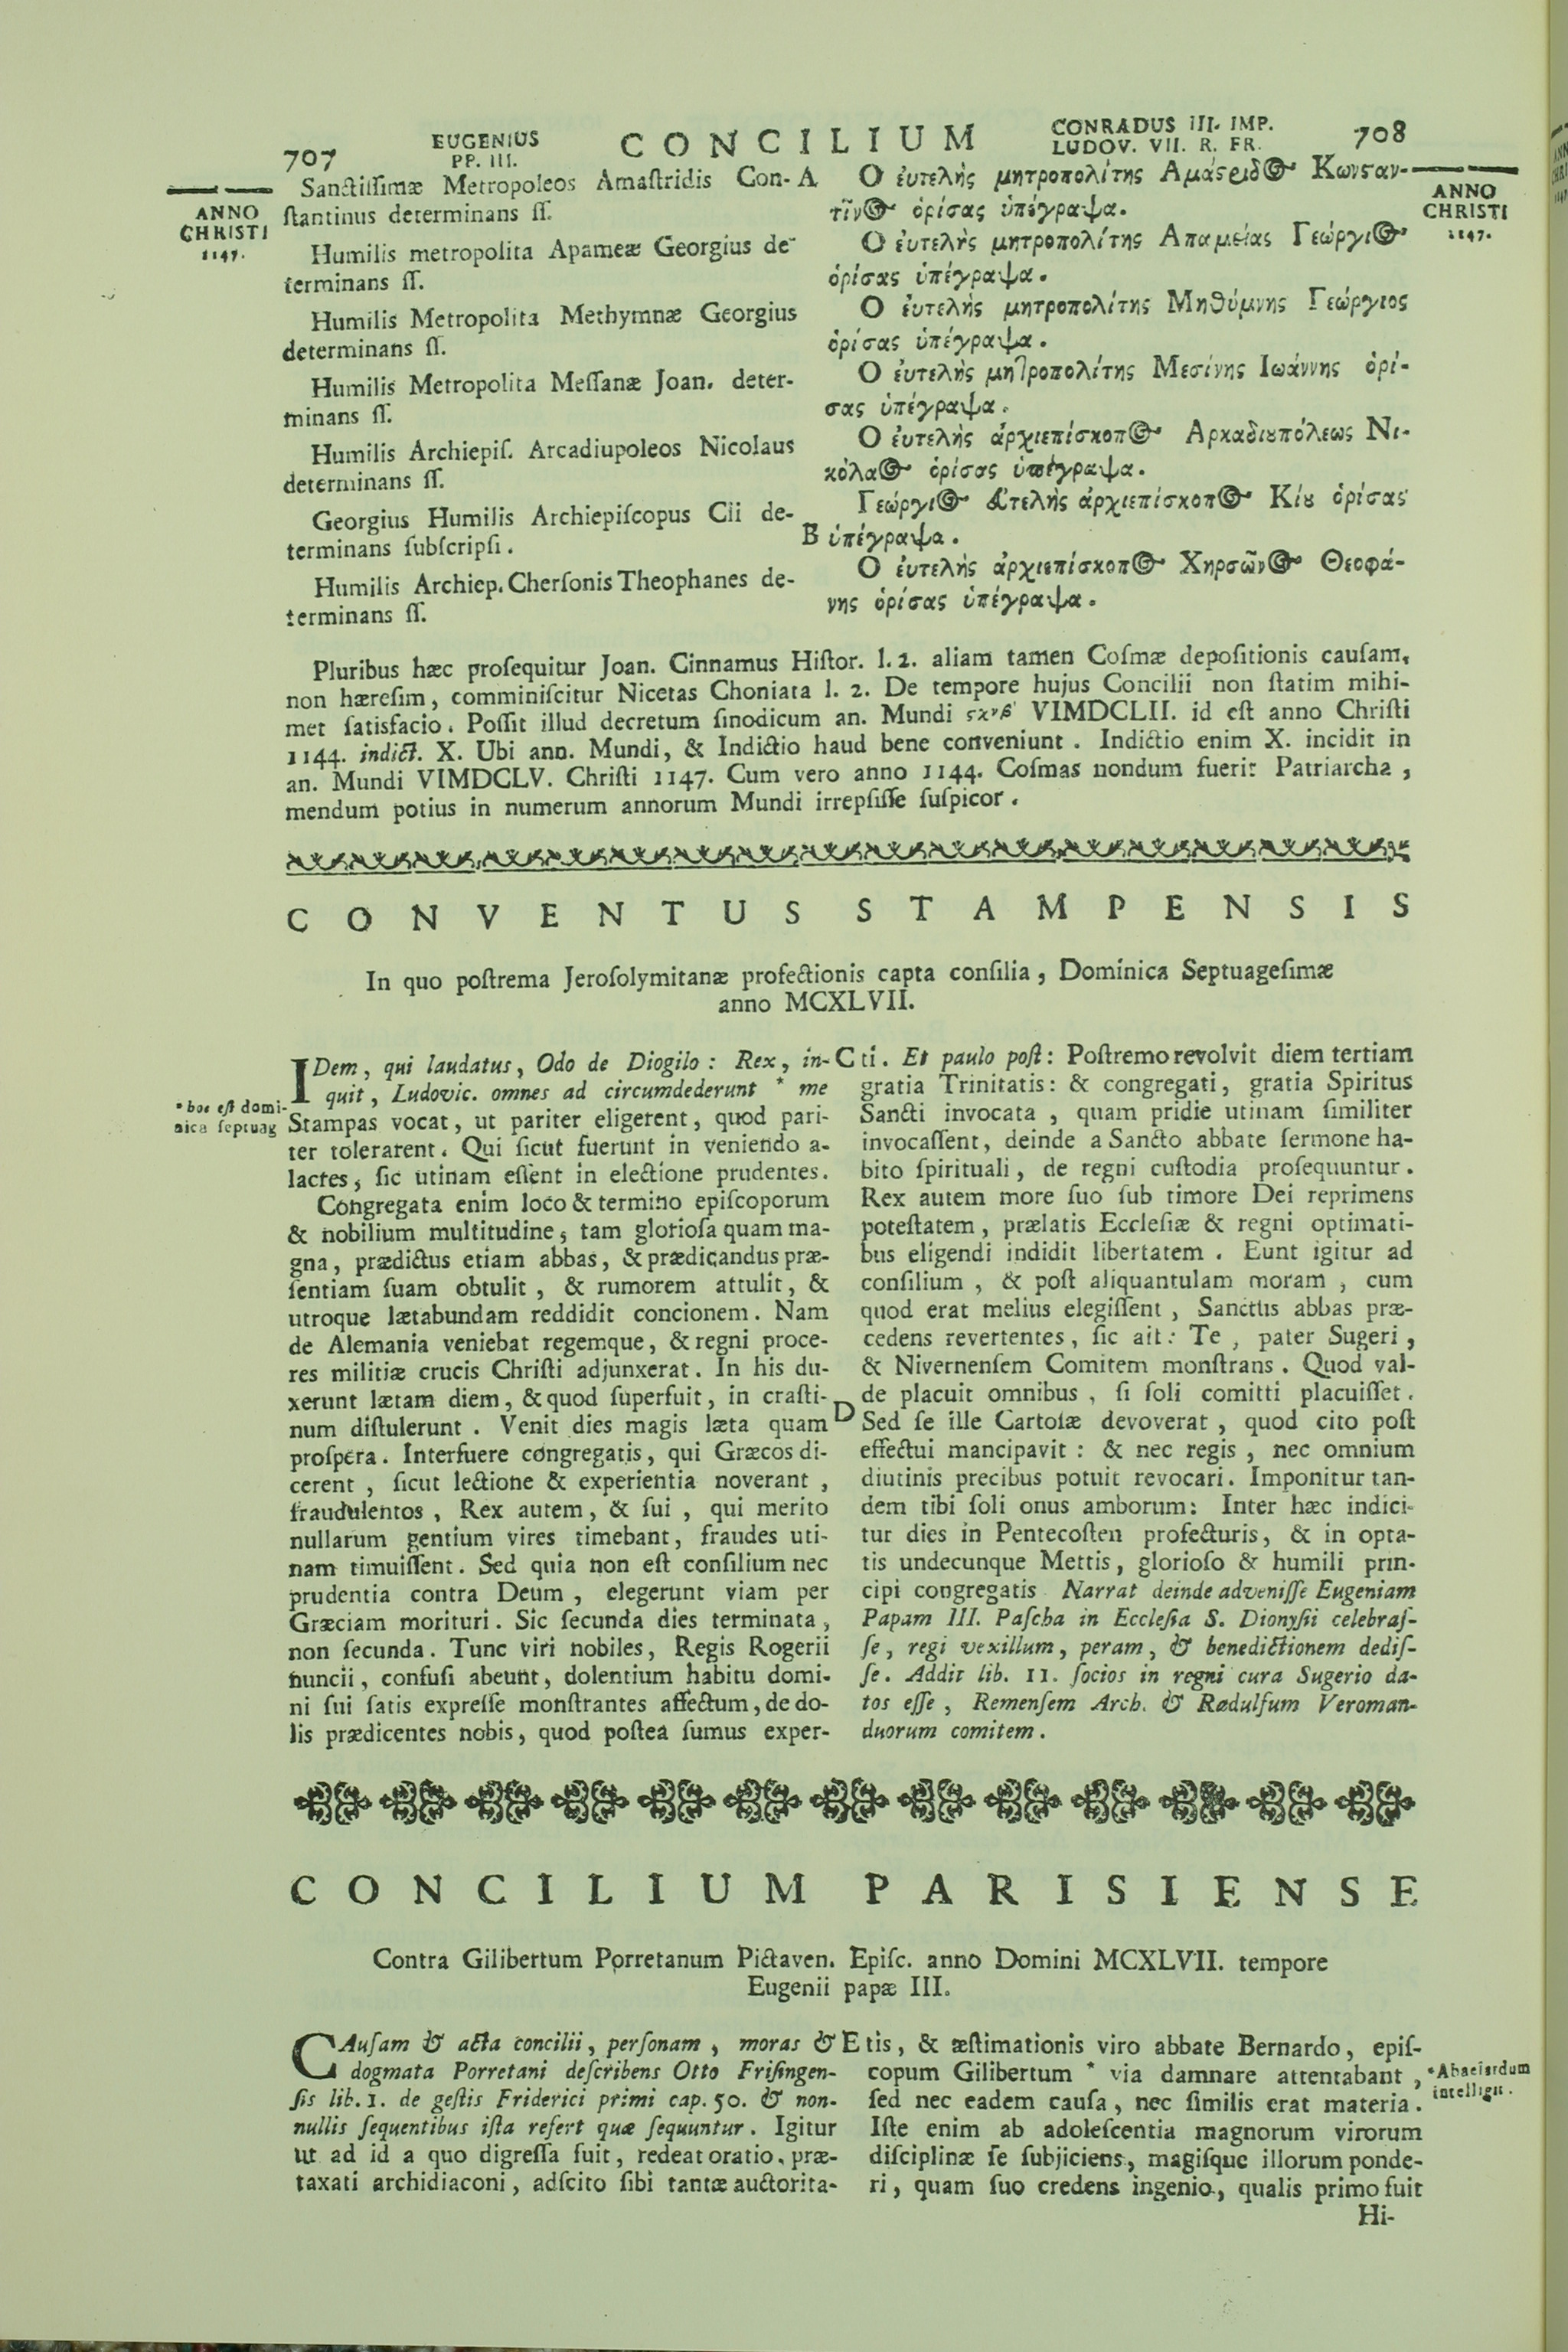 707
EUGENIUS
PP. III.
CONCILIUM
CONRADUS III. IMP.
LUDOV. VII. R. FR.
708
ANNO
CHRISTI
1147.
ANNO
CHRISTI
1147.
Sanctiſſimæ Metropoleos Amaſtridis Con-
ſtantinus determinans ſſ.
Humilis metropolita Apameæ Georgius de-
terminans ſſ.
Humilis Metropolita Methymnæ Georgius
determinans ſſ.
Humilis Metropolita Meſſanæ Joan. deter-
minans ſſ.
Humilis Archiepiſ. Arcadiupoleos Nicolaus
determinans ſſ.
Georgius Humilis Archiepiſcopus Cii de-
terminans ſubſcripſi.
Humilis Archiep. Cherſonis Theophanes de-
terminans ſſ.
A
Ο ἐυτελὴς μητροπολίτης Αμάϛριδος Κωνϛαν-
τῖνος ὁρίσας ὑπέγραψα.
Ο ἐυτελὴς μητροπολίτης Απαμείας Γεώργιος
ὁρίσας ὑπέγραψα.
Ο ἐυτελὴς μητροπολίτης Μηθύμνης Γεώργιος
ὁρίσας ὑπέγραψα.
Ο ἐυτελὴς μητροπολίτης Μεσίνης Ιωάννης ὁρί-
σας ὑπέγραψα.
Ο ἐυτελὴς ἀρχιεπίσκοπος Αρκαδιȣπόλεως Νι-
κόλαος ὁρίσας ὑπέγραψα.
Γεώργιος ἐυτελὴς ἀρχιεπίσκοπος Κίȣ ὁρίσας
B ὑπέγραψα.
Ο ἐυτελὴς ἀρχιεπίσκοπος Χηρσῶνος Θεοφά-
νης ὁρίσας ὑπέγραψα.
Pluribus hæc proſequitur Joan. Cinnamus Hiſtor. l. 2. aliam tamen Coſmæ depoſitionis cauſam,
non hæreſim, comminiſcitur Nicetas Choniata l. 2. De tempore hujus Concilii non ſtatim mihi-
met ſatisfacio. Poſſit illud decretum ſinodicum an. Mundi ϛχνβ' VIMDCLII. id eſt anno Chriſti
1144. indict. X. Ubi ann. Mundi, & Indictio haud bene conveniunt. Indictio enim X. incidit in
an. Mundi VIMDCLV. Chriſti 1147. Cum vero anno 1144. Coſmas nondum fuerit Patriarcha,
mendum potius in numerum annorum Mundi irrepſiſſe ſuſpicor.
CONVENTUS STAMPENSIS
In quo poſtrema Jeroſolymitanæ profectionis capta conſilia, Dominica Septuageſimæ
anno MCXLVII.
IDem, qui laudatus, Odo de Diogilo: Rex, in-
quit, Ludovic. omnes ad circumdederunt * me
* hoc eſt domi-
nica ſeptuag
Stampas vocat, ut pariter eligerent, quod pari-
ter tolerarent. Qui ſicut fuerunt in veniendo a-
lacres, ſic utinam eſſent in electione prudentes.
Congregata enim loco & termino epiſcoporum
& nobilium multitudine, tam glorioſa quam ma-
gna, prædictus etiam abbas, & prædicandus præ-
ſentiam ſuam obtulit, & rumorem attulit, &
utroque lætabundam reddidit concionem. Nam
de Alemania veniebat regemque, & regni proce-
res militiæ crucis Chriſti adjunxerat. In his du-
xerunt lætam diem, & quod ſuperfuit, in craſti-
num diſtulerunt. Venit dies magis læta quam
proſpera. Interfuere congregatis, qui Græcos di-
cerent, ſicut lectione & experientia noverant,
fraudulentos, Rex autem, & ſui, qui merito
nullarum gentium vires timebant, fraudes uti-
nam timuiſſent. Sed quia non eſt conſilium nec
prudentia contra Deum, elegerunt viam per
Græciam morituri. Sic ſecunda dies terminata,
non ſecunda. Tunc viri nobiles, Regis Rogerii
nuncii, confuſi abeunt, dolentium habitu domi-
ni ſui ſatis expreſſe monſtrantes affectum, de do-
lis prædicentes nobis, quod poſtea ſumus exper-
C
ti. Et paulo poſt: Poſtremo revolvit diem tertiam
gratia Trinitatis: & congregati, gratia Spiritus
Sancti invocata, quam pridie utinam ſimiliter
invocaſſent, deinde a Sancto abbate ſermone ha-
bito ſpirituali, de regni cuſtodia proſequuntur.
Rex autem more ſuo ſub timore Dei reprimens
poteſtatem, prælatis Eccleſiæ & regni optimati-
bus eligendi indidit libertatem. Eunt igitur ad
conſilium, & poſt aliquantulam moram, cum
quod erat melius elegiſſent, Sanctus abbas præ-
cedens revertentes, ſic ait: Te, pater Sugeri,
& Nivernenſem Comitem monſtrans. Quod val-
de placuit omnibus, ſi ſoli comitti placuiſſet.
D
Sed ſe ille Cartoſæ devoverat, quod cito poſt
effectui mancipavit: & nec regis, nec omnium
diutinis precibus potuit revocari. Imponitur tan-
dem tibi ſoli onus amborum: Inter hæc indici-
tur dies in Pentecoſten profecturis, & in opta-
tis undecunque Mettis, glorioſo & humili prin-
cipi congregatis Narrat deinde adveniſſe Eugeniam
Papam III. Paſcha in Eccleſia S. Dionyſii celebraſ-
ſe, regi vexillum, peram, & benedictionem dediſ-
ſe. Addit lib. 11. ſocios in regni cura Sugerio da-
tos eſſe, Remenſem Arch. & Radulfum Veroman-
duorum comitem.
CONCILIUM PARISIENSE
Contra Gilibertum Porretanum Pictaven. Epiſc. anno Domini MCXLVII. tempore
Eugenii papæ III.
CAuſam & acta concilii, perſonam, moras &
dogmata Porretani deſcribens Otto Friſingen-
ſis lib. 1. de geſtis Friderici primi cap. 50. & non-
nullis ſequentibus iſta refert quæ ſequuntur. Igitur
ut ad id a quo digreſſa fuit, redeat oratio, præ-
taxati archidiaconi, adſcito ſibi tantæ auctorita-
E
tis, & æſtimationis viro abbate Bernardo, epiſ-
copum Gilibertum * via damnare attentabant,
* Abaelardum
intelligit.
ſed nec eadem cauſa, nec ſimilis erat materia.
Iſte enim ab adoleſcentia magnorum virorum
diſciplinæ ſe ſubjiciens, magiſque illorum ponde-
ri, quam ſuo credens ingenio, qualis primo fuit
Hi-